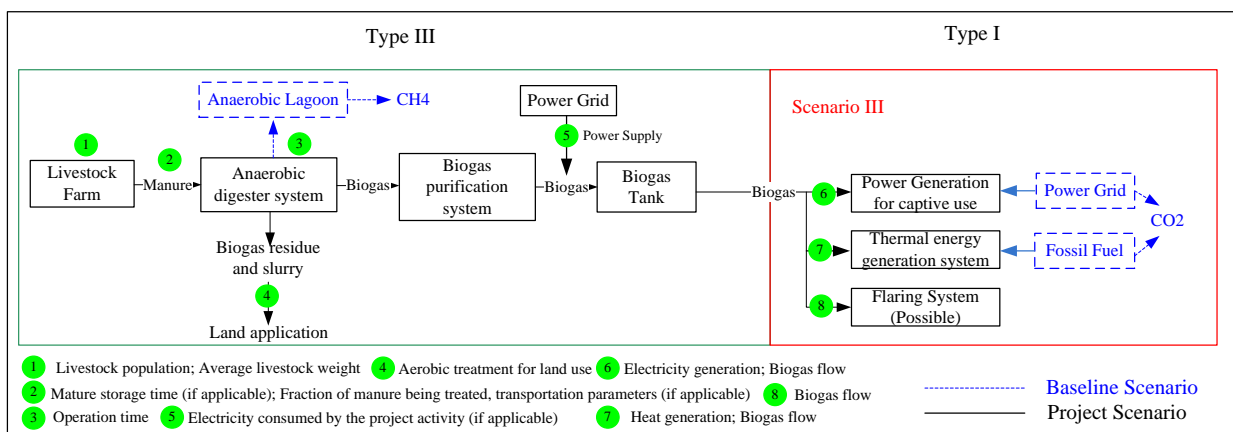 Type III
Type I
Anaerobic Lagoon
CH4
Power Grid
Scenario III
5 Power Supply
1
2
3
Livestock
Farm
Manure
Anaerobic
digester system
Biogas
Biogas
purification
system
Biogas
Biogas
Tank
Biogas
6
Power Generation
for captive use
Power Grid
CO2
7
Thermal energy
generation system
Fossil Fuel
8
Flaring System
(Possible)
Biogas residue
and slurry
4
Land application
1 Livestock population; Average livestock weight
4 Aerobic treatment for land use
6 Electricity generation; Biogas flow
2 Mature storage time (if applicable); Fraction of manure being treated, transportation parameters (if applicable)
8 Biogas flow
3 Operation time
5 Electricity consumed by the project activity (if applicable)
7 Heat generation; Biogas flow
Baseline Scenario
Project Scenario